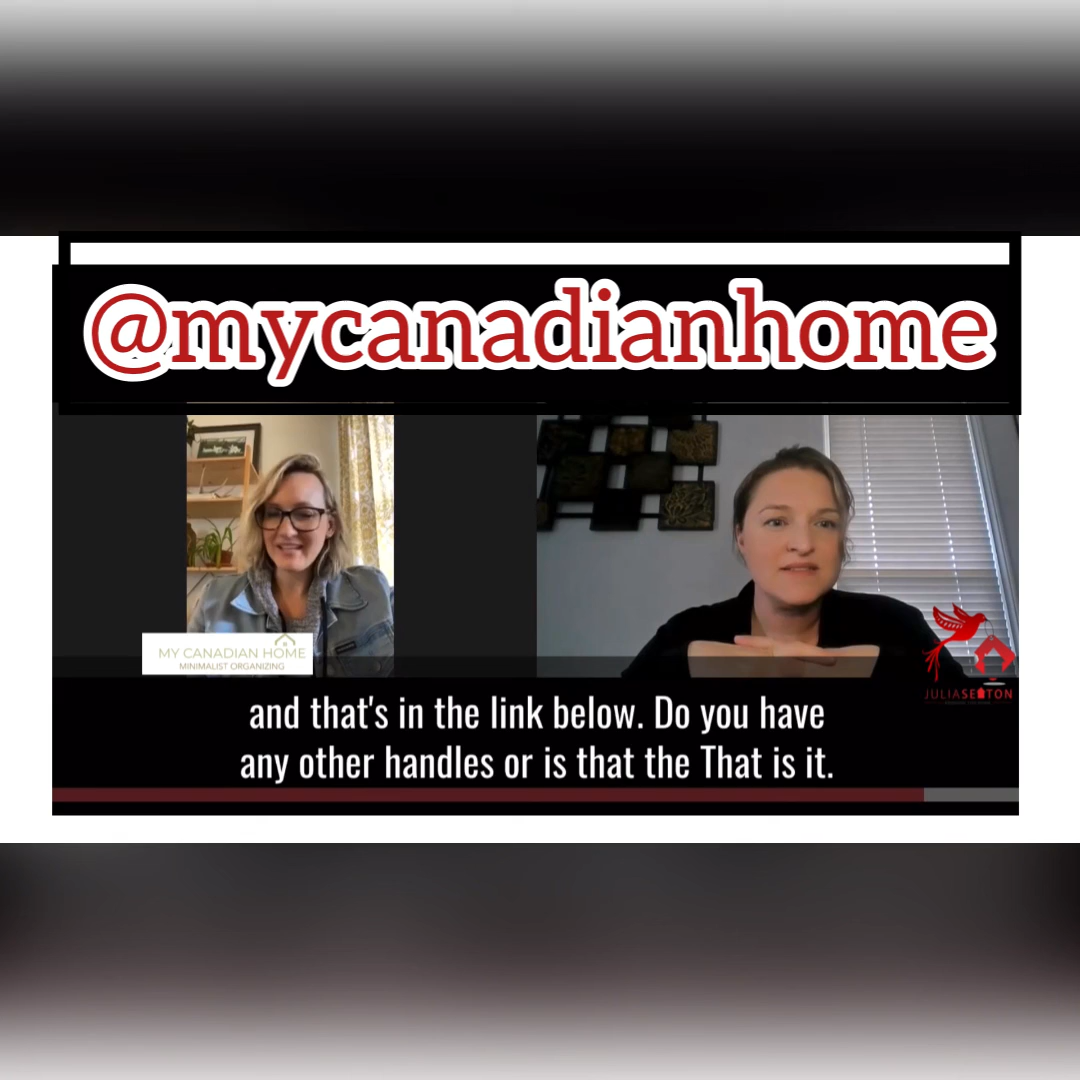 @mycanadianhome
MY CANADIAN HOME
MINIMALIST ORGANIZING
JULIASEATON
and that's in the link below. Do you have
any other handles or is that the That is it.